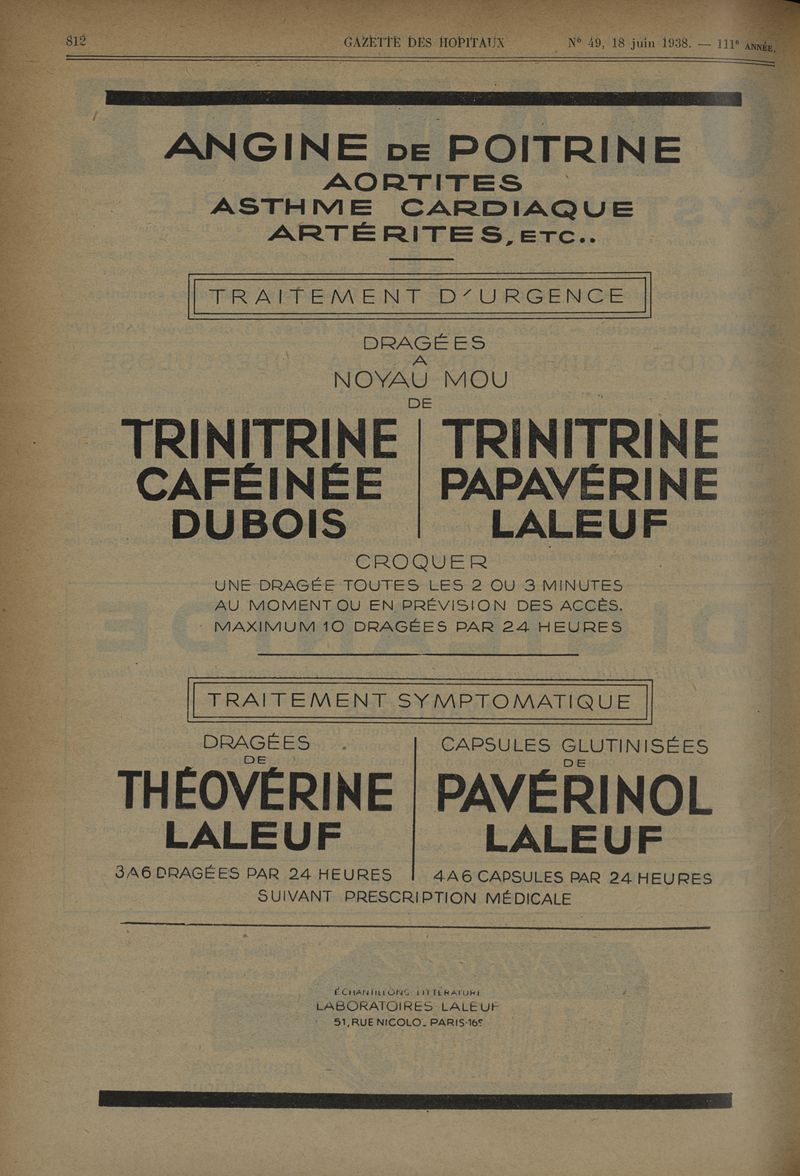 812 GAZETTE DES HOPITAUX N° 49, 18 juin 1938. — 111e ANNÉE.
ANGINE DE POITRINE
AORTITES
ASTHME CARDIAQUE
ARTÉRITES, ETC..
TRAITEMENT D'URGENCE
DRAGÉES
A
NOYAU MOU
DE
TRINITRINE
CAFÉINÉE
DUBOIS
TRINITRINE
PAPAVÉRINE
LALEUF
CROQUER
UNE DRAGÉE TOUTES LES 2 OU 3 MINUTES
AU MOMENT OU EN PRÉVISION DES ACCÈS.
MAXIMUM 10 DRAGÉES PAR 24 HEURES
TRAITEMENT SYMPTOMATIQUE
DRAGÉES
DE
THÉOVÉRINE
LALEUF
3 A 6 DRAGÉES PAR 24 HEURES
CAPSULES GLUTINISÉES
DE
PAVÉRINOL
LALEUF
4 A 6 CAPSULES PAR 24 HEURES
SUIVANT PRESCRIPTION MÉDICALE
ÉCHANTILLONS LITTÉRATURE
LABORATOIRES LALEUF
51, RUE NICOLO_ PARIS-16e